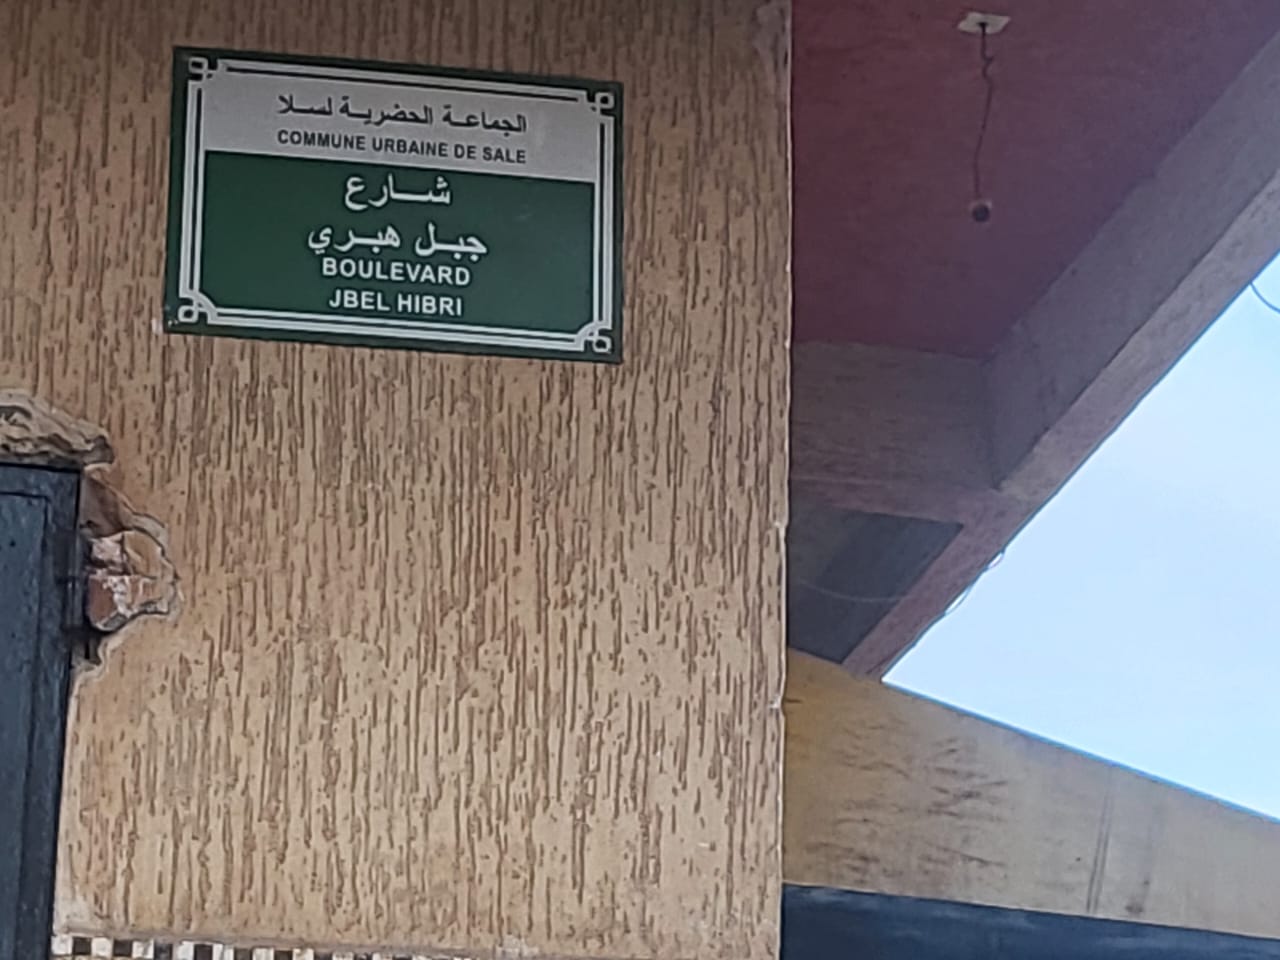 الجماعة الحضرية لسلا
COMMUNE URBAINE DE SALE
شارع
جبل هبري
BOULEVARD
JBEL HIBRI